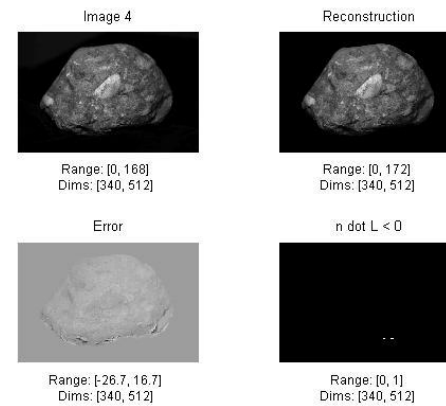 Image 4
Reconstruction
Range: [0, 168]
Dims: [340, 512]
Range: [0, 172]
Dims: [340, 512]
Error
n dot L < 0
Range: [-26.7, 16.7]
Dims: [340, 512]
Range: [0, 1]
Dims: [340, 512]